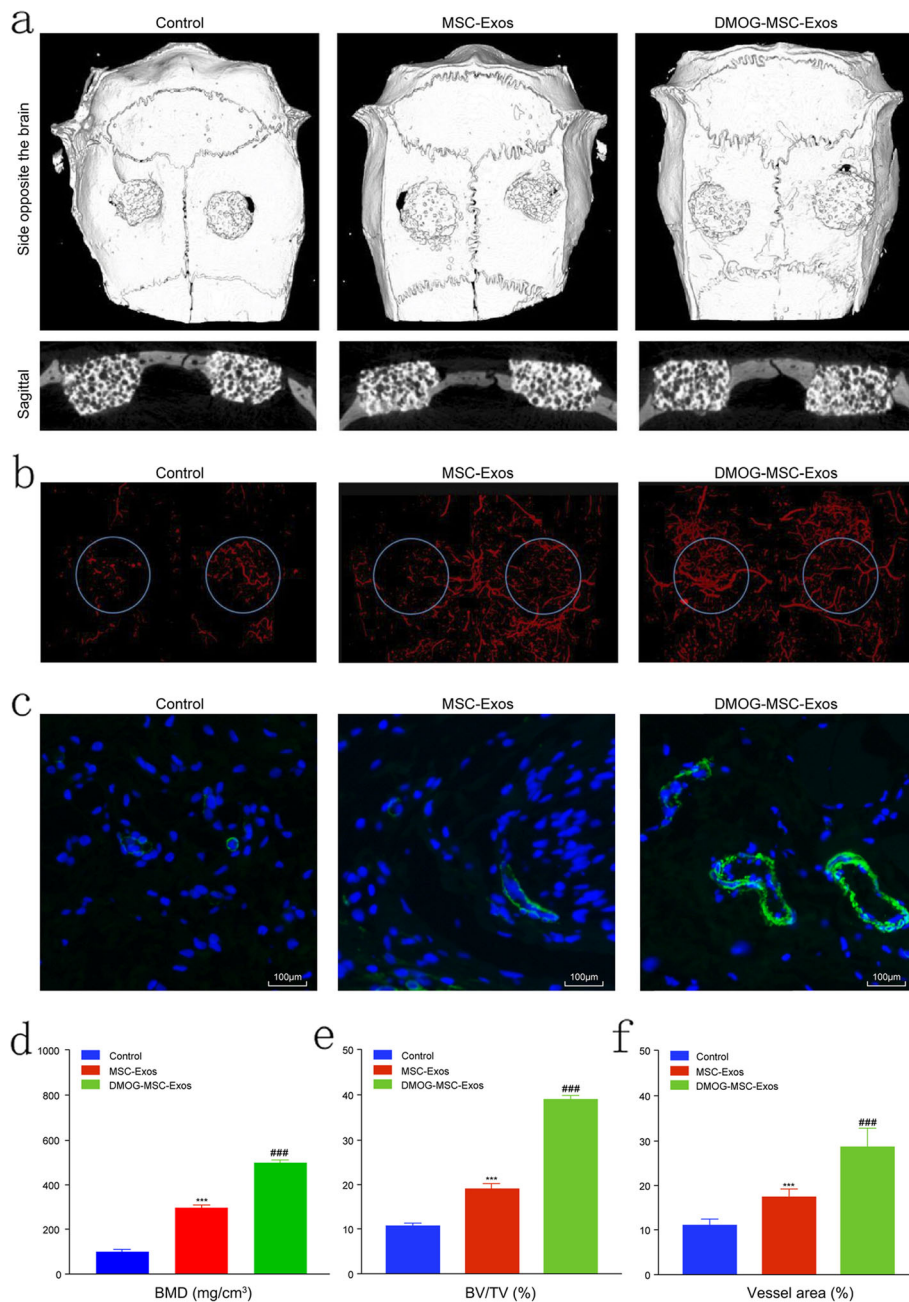 a
Control
MSC-Exos
DMOG-MSC-Exos
Side opposite the brain
Sagittal
b
Control
MSC-Exos
DMOG-MSC-Exos
c
Control
MSC-Exos
DMOG-MSC-Exos
100μm
100μm
100μm
d
1000
800
600
400
200
0
Control
MSC-Exos
DMOG-MSC-Exos
***
###
BMD (mg/cm³)
e
50
40
30
20
10
0
Control
MSC-Exos
DMOG-MSC-Exos
***
###
BV/TV (%)
f
50
40
30
20
10
0
Control
MSC-Exos
DMOG-MSC-Exos
***
###
Vessel area (%)